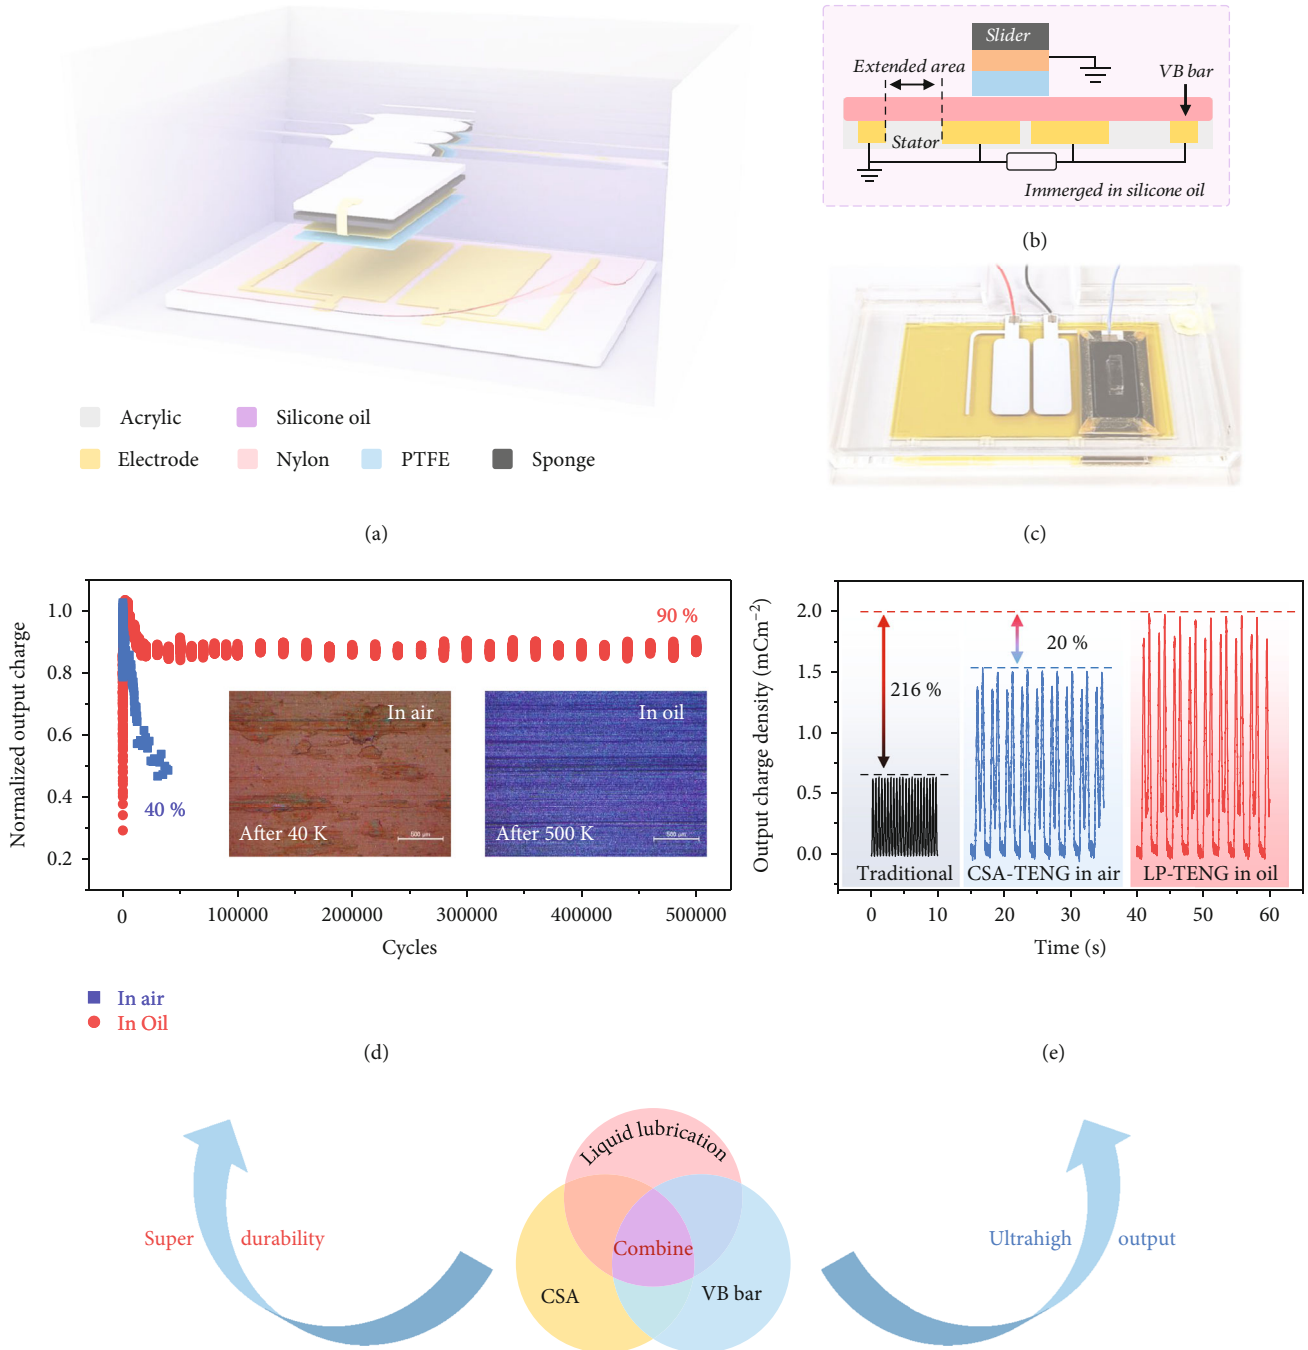 Acrylic
Silicone oil
Electrode
Nylon
PTFE
Sponge
(a)
Slider
Extended area
VB bar
Stator
Immerged in silicone oil
(b)
(c)
Normalized output charge
1.0
0.8
0.6
0.4
0.2
90 %
40 %
In air
After 40 K
500 μm
In oil
After 500 K
500 μm
0
100000
200000
300000
400000
500000
Cycles
In air
In Oil
(d)
Output charge density (mCm−2)
2.0
1.5
1.0
0.5
0.0
216 %
20 %
Traditional
CSA-TENG in air
LP-TENG in oil
0
10
20
30
40
50
60
Time (s)
(e)
Super durability
Liquid lubrication
Combine
CSA
VB bar
Ultrahigh output